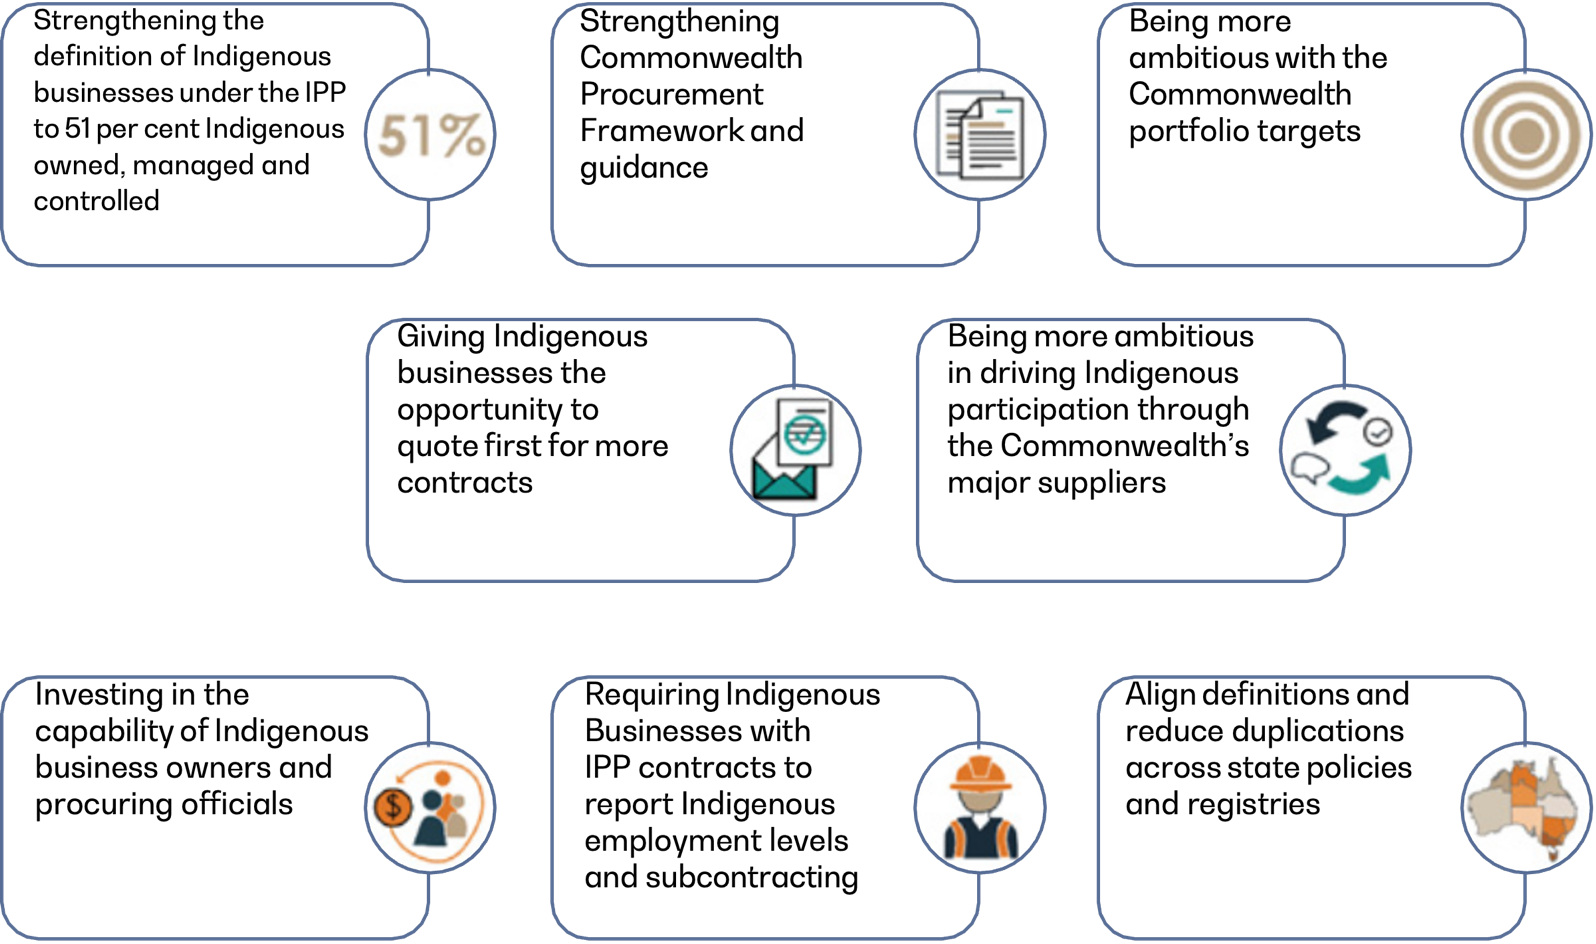 Strengthening the
definition of Indigenous
businesses under the IPP
to 51 per cent Indigenous
owned, managed and
controlled
51%
Strengthening
Commonwealth
Procurement
Framework and
guidance
Being more
ambitious with the
Commonwealth
portfolio targets
Giving Indigenous
businesses the
opportunity to
quote first for more
contracts
Being more ambitious
in driving Indigenous
participation through
the Commonwealth’s
major suppliers
Investing in the
capability of Indigenous
business owners and
procuring officials
$
Requiring Indigenous
Businesses with
IPP contracts to
report Indigenous
employment levels
and subcontracting
Align definitions and
reduce duplications
across state policies
and registries